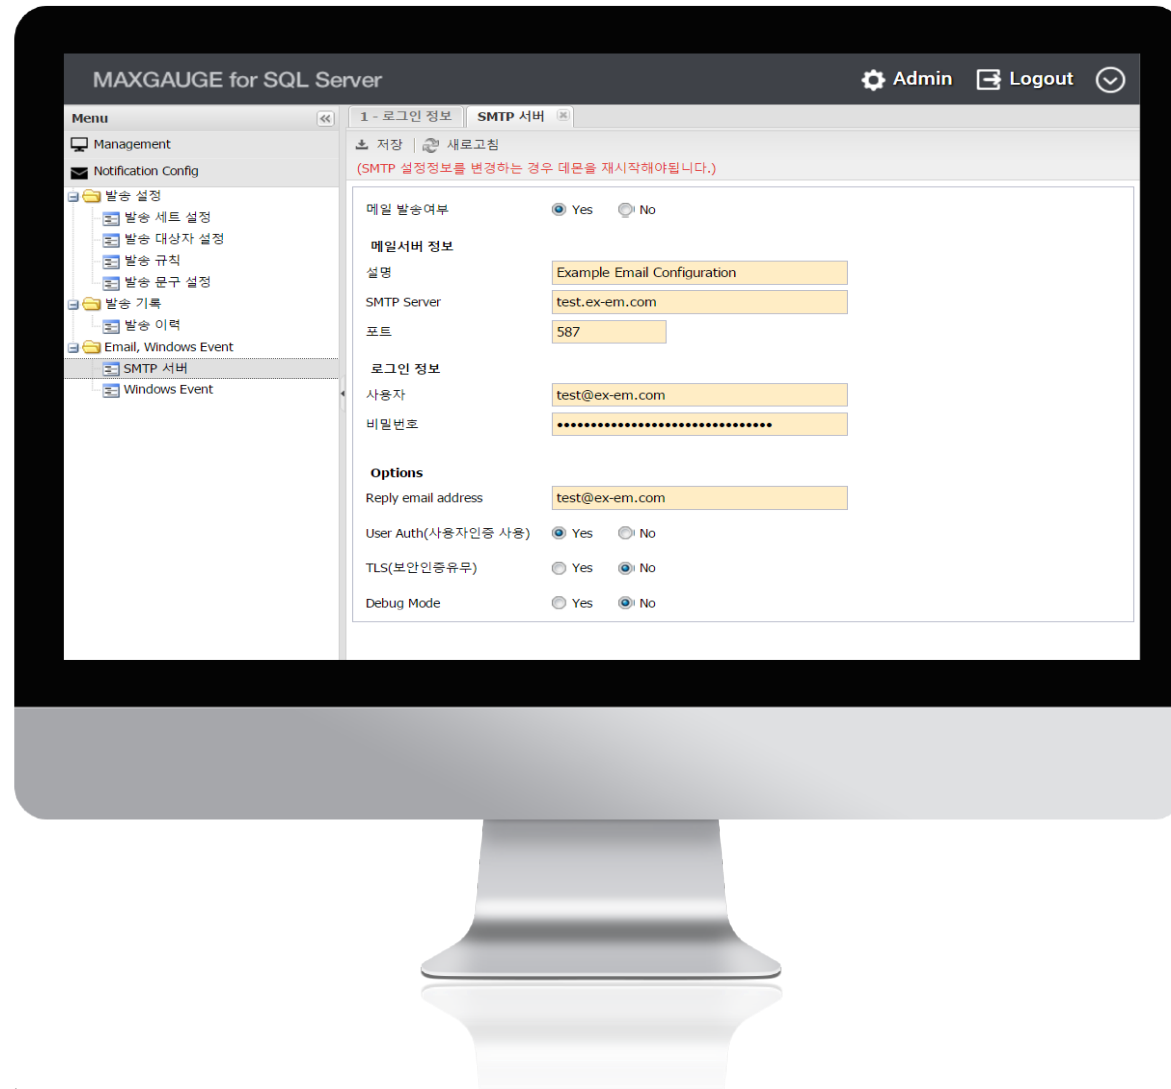 MAXGAUGE for SQL Server
Admin
Logout
Menu
Management
Notification Config
발송 설정
발송 세트 설정
발송 대상자 설정
발송 규칙
발송 문구 설정
발송 기록
발송 이력
Email, Windows Event
SMTP 서버
Windows Event
1 - 로그인 정보
SMTP 서버
저장
새로고침
(SMTP 설정정보를 변경하는 경우 데몬을 재시작해야됩니다.)
메일 발송여부 Yes No
메일서버 정보
설명 Example Email Configuration
SMTP Server test.ex-em.com
포트 587
로그인 정보
사용자 test@ex-em.com
비밀번호 ••••••••••••••••••••••••••••••••
Options
Reply email address test@ex-em.com
User Auth(사용자인증 사용) Yes No
TLS(보안인증유무) Yes No
Debug Mode Yes No